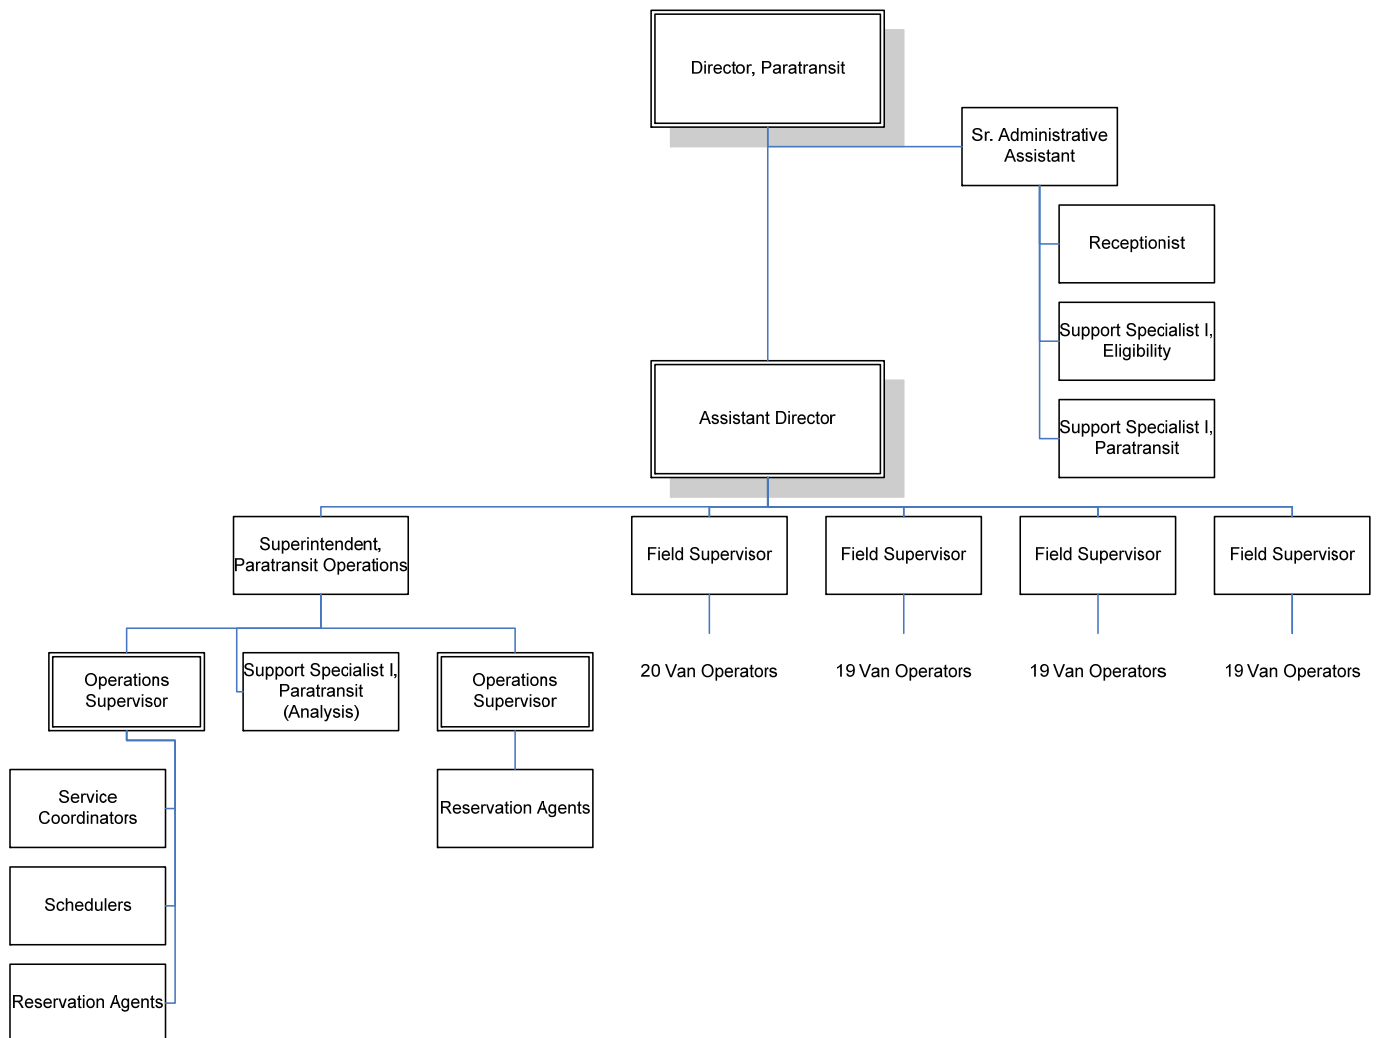 Director, Paratransit
Sr. Administrative
Assistant
Receptionist
Support Specialist I,
Eligibility
Support Specialist I,
Paratransit
Assistant Director
Superintendent,
Paratransit Operations
Field Supervisor
Field Supervisor
Field Supervisor
Field Supervisor
Operations
Supervisor
Support Specialist I,
Paratransit
(Analysis)
Operations
Supervisor
20 Van Operators
19 Van Operators
19 Van Operators
19 Van Operators
Service
Coordinators
Reservation Agents
Schedulers
Reservation Agents